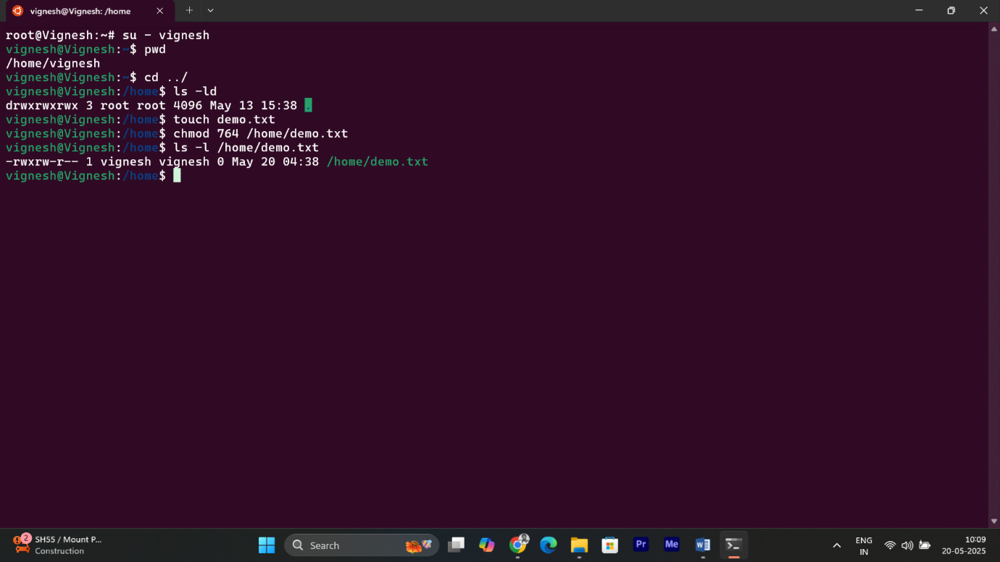 vignesh@Vignesh: /home
root@Vignesh:~# su - vignesh
vignesh@Vignesh:~$ pwd
/home/vignesh
vignesh@Vignesh:~$ cd ../
vignesh@Vignesh:/home$ ls -ld
drwxrwxrwx 3 root root 4096 May 13 15:38 .
vignesh@Vignesh:/home$ touch demo.txt
vignesh@Vignesh:/home$ chmod 764 /home/demo.txt
vignesh@Vignesh:/home$ ls -l /home/demo.txt
-rwxrw-r-- 1 vignesh vignesh 0 May 20 04:38 /home/demo.txt
vignesh@Vignesh:/home$
2
SH55 / Mount P...
Construction
Search
Pr
Me
ENG
IN
10:09
20-05-2025